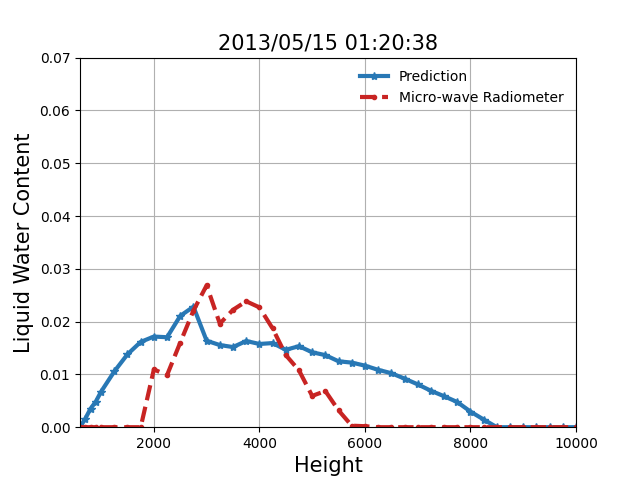 2013/05/15 01:20:38
Prediction
Micro-wave Radiometer
Liquid Water Content
0.07
0.06
0.05
0.04
0.03
0.02
0.01
0.00
2000 4000 6000 8000 10000
Height